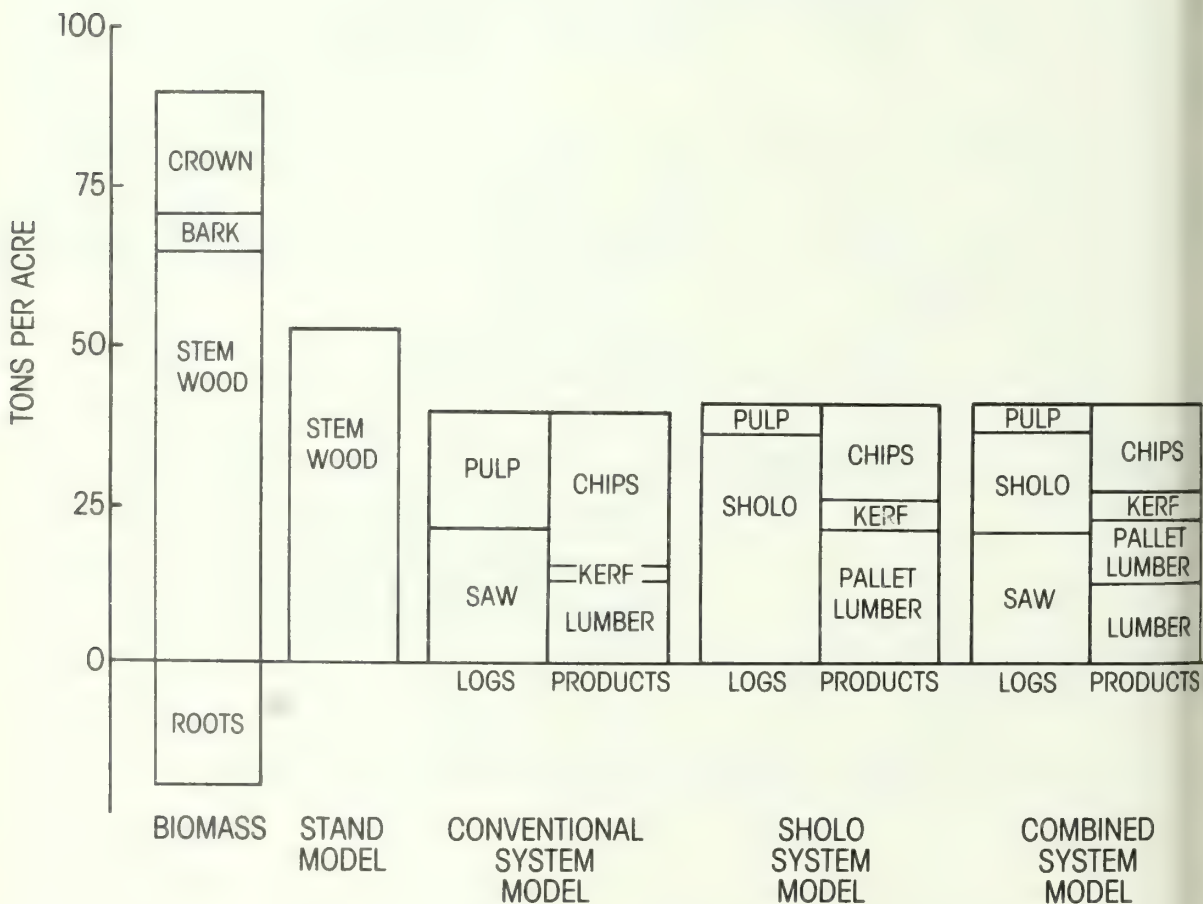 100
75
50
25
0
TONS PER ACRE
CROWN
BARK
STEM
WOOD
ROOTS
BIOMASS
STEM
WOOD
STAND
MODEL
PULP
SAW
CHIPS
KERF
LUMBER
LOGS PRODUCTS
CONVENTIONAL
SYSTEM
MODEL
PULP
SHOLO
CHIPS
KERF
PALLET
LUMBER
LOGS PRODUCTS
SHOLO
SYSTEM
MODEL
PULP
SHOLO
SAW
CHIPS
KERF
PALLET
LUMBER
LUMBER
LOGS PRODUCTS
COMBINED
SYSTEM
MODEL